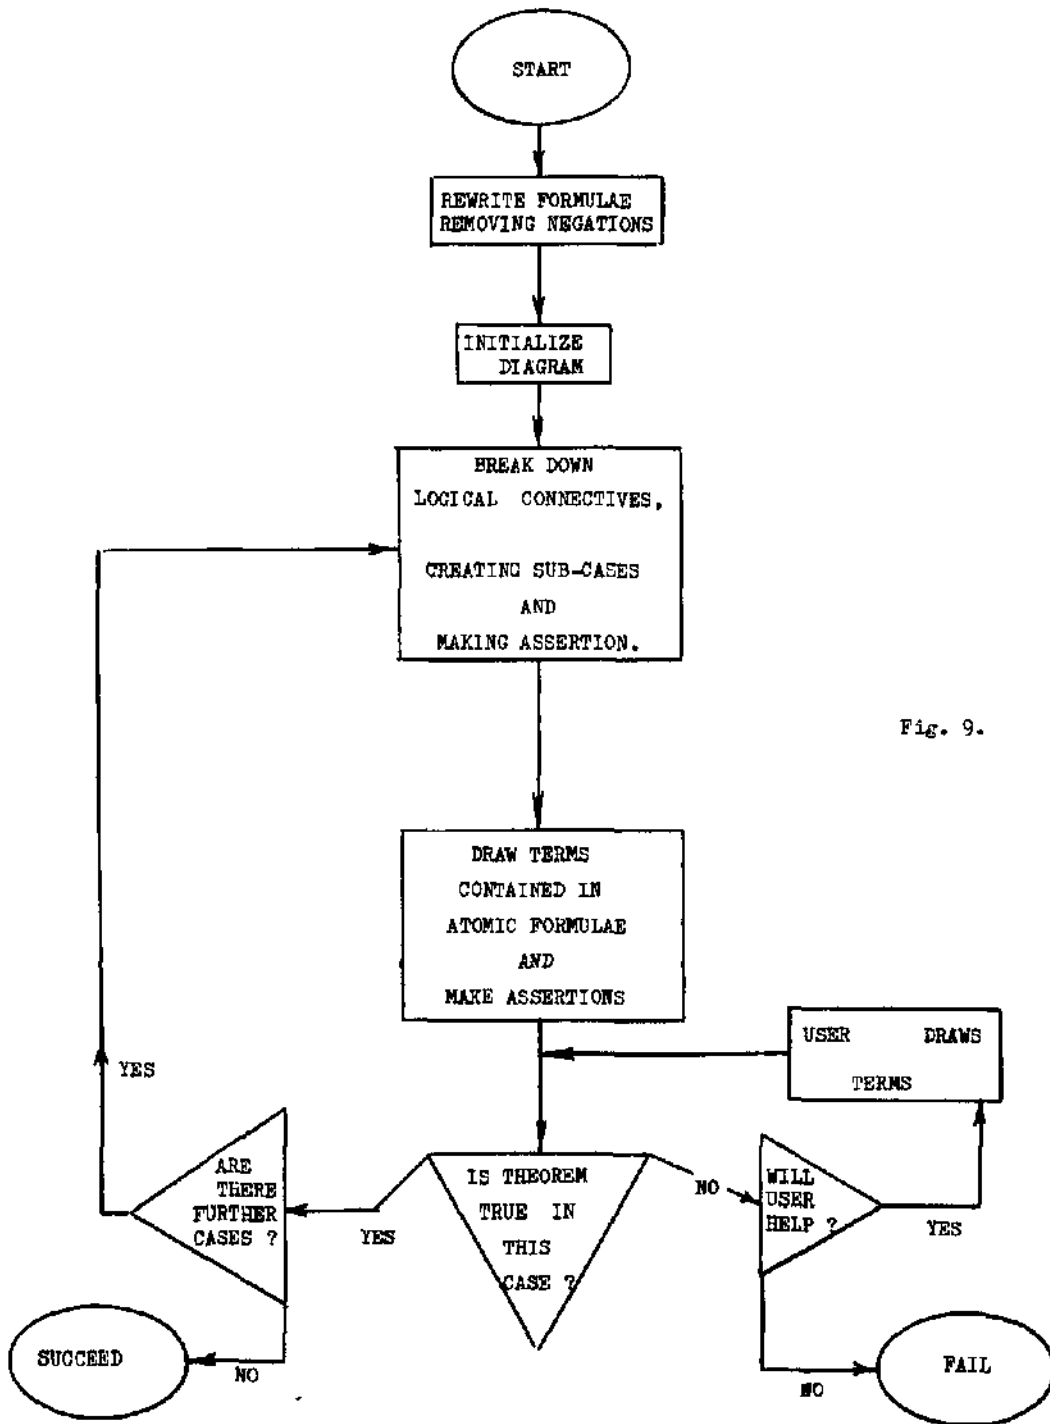 START
REWRITE FORMULAE
REMOVING NEGATIONS
INITIALIZE
DIAGRAM
BREAK DOWN
LOGICAL CONNECTIVES,
CREATING SUB-CASES
AND
MAKING ASSERTION.
Fig. 9.
DRAW TERMS
CONTAINED IN
ATOMIC FORMULAE
AND
MAKE ASSERTIONS
USER DRAWS
TERMS
YES
ARE
THERE
FURTHER
CASES ?
YES
IS THEOREM
TRUE IN
THIS
CASE ?
NO
WILL
USER
HELP ?
YES
SUCCEED
NO
NO
FAIL